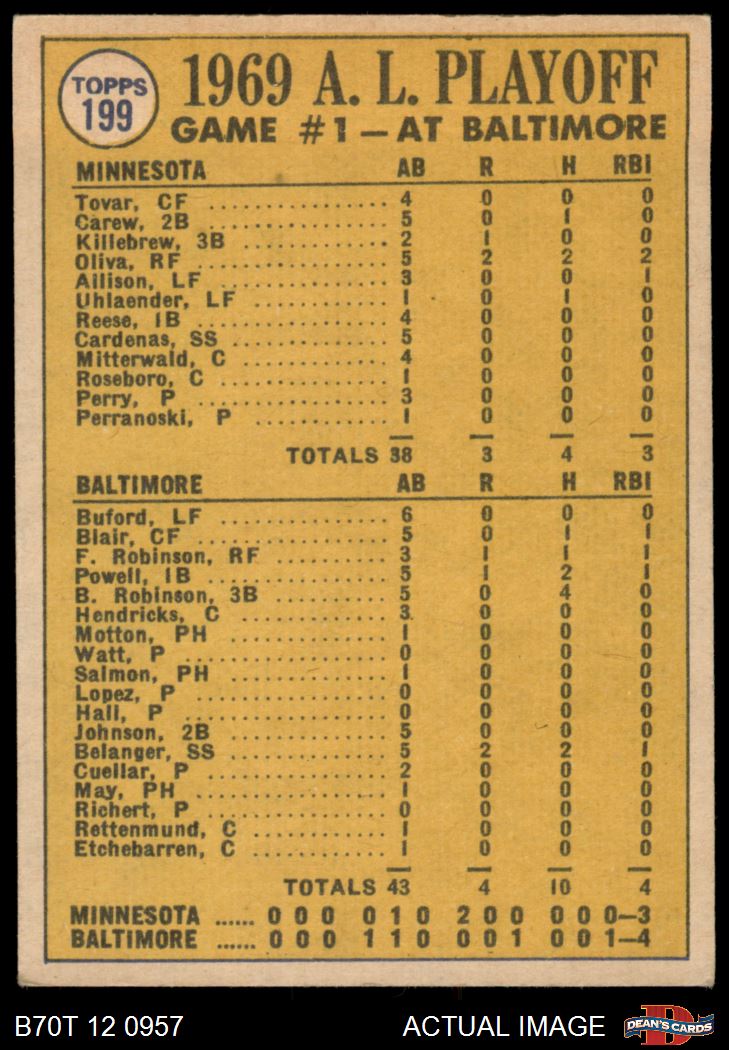 TOPPS
199
1969 A. L. PLAYOFF
GAME #1 — AT BALTIMORE
MINNESOTA AB R H RBI
Tovar, CF .................. 4 0 0 0
Carew, 2B .................. 5 0 1 0
Killebrew, 3B .............. 2 1 0 0
Oliva, RF .................. 5 2 2 2
Allison, LF ................ 3 0 0 1
Uhlaender, LF ............ 1 0 1 0
Reese, 1B .................. 4 0 0 0
Cardenas, SS .............. 5 0 0 0
Mitterwald, C ............. 4 0 0 0
Roseboro, C .............. 1 0 0 0
Perry, P .................. 3 0 0 0
Perranoski, P ............ 1 0 0 0
TOTALS 38 3 4 3
BALTIMORE AB R H RBI
Buford, LF ................ 6 0 0 0
Blair, CF .................. 5 0 1 1
F. Robinson, RF .......... 3 1 1 1
Powell, 1B ................ 5 1 2 1
B. Robinson, 3B .......... 5 0 4 0
Hendricks, C .............. 3 0 0 0
Motton, PH ................ 1 0 0 0
Watt, P .................. 0 0 0 0
Salmon, PH ................ 1 0 0 0
Lopez, P .................. 0 0 0 0
Hall, P .................. 0 0 0 0
Johnson, 2B .............. 5 0 0 0
Belanger, SS .............. 5 2 2 1
Cuellar, P ................ 2 0 0 0
May, PH .................. 1 0 0 0
Richert, P ................ 0 0 0 0
Rettenmund, C ............ 1 0 0 0
Etchebarren, C ............ 1 0 0 0
TOTALS 43 4 10 4
MINNESOTA ...... 0 0 0 0 1 0 2 0 0 0 0 0—3
BALTIMORE ...... 0 0 0 1 1 0 0 0 1 0 0 1—4
B70T 12 0957 ACTUAL IMAGE DEAN'S CARDS